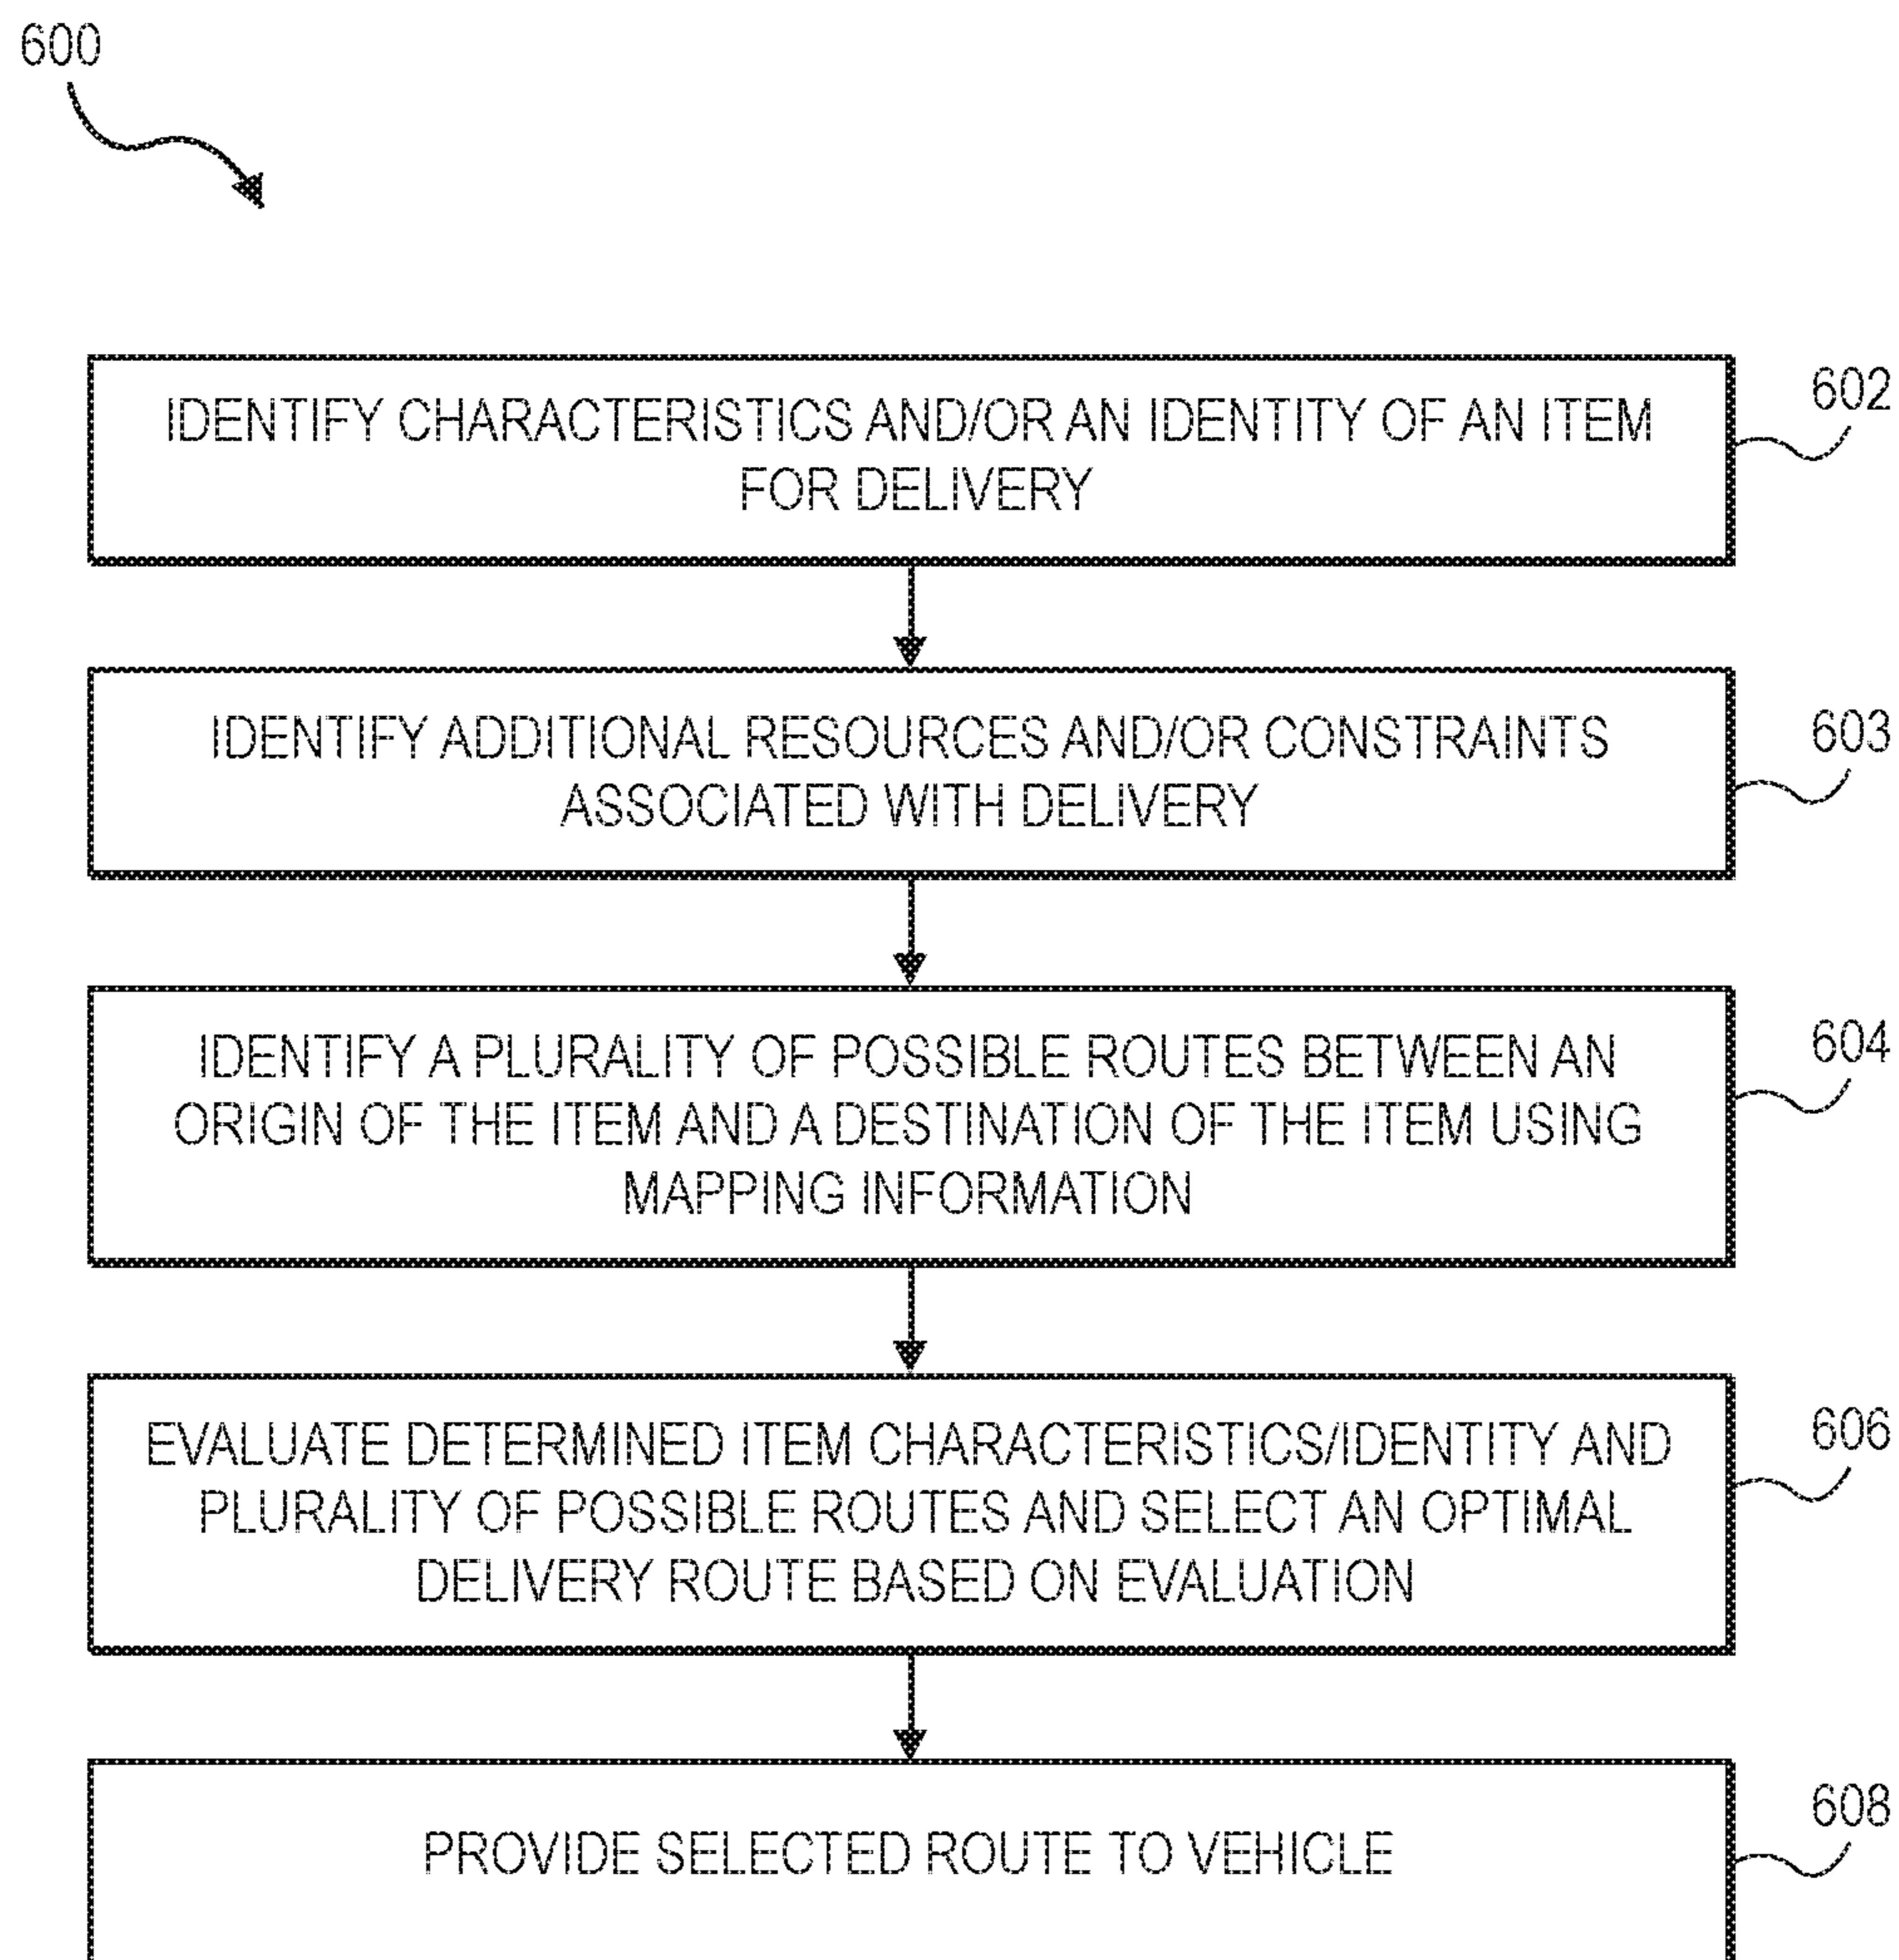 600
IDENTIFY CHARACTERISTICS AND/OR AN IDENTITY OF AN ITEM
FOR DELIVERY
602
IDENTIFY ADDITIONAL RESOURCES AND/OR CONSTRAINTS
ASSOCIATED WITH DELIVERY
603
IDENTIFY A PLURALITY OF POSSIBLE ROUTES BETWEEN AN
ORIGIN OF THE ITEM AND A DESTINATION OF THE ITEM USING
MAPPING INFORMATION
604
EVALUATE DETERMINED ITEM CHARACTERISTICS/IDENTITY AND
PLURALITY OF POSSIBLE ROUTES AND SELECT AN OPTIMAL
DELIVERY ROUTE BASED ON EVALUATION
606
PROVIDE SELECTED ROUTE TO VEHICLE
608